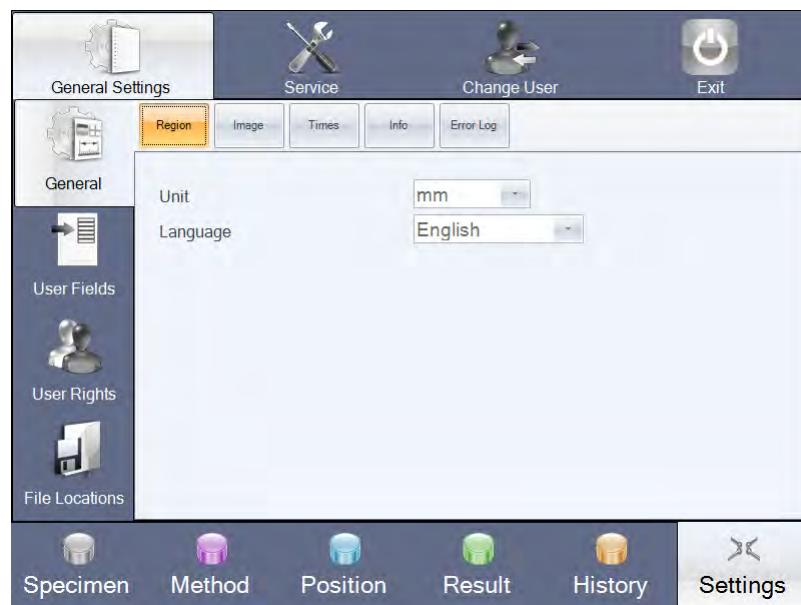 General Settings
Service
Change User
Exit
General
Region
Image
Times
Info
Error Log
Unit
mm
Language
English
User Fields
User Rights
File Locations
Specimen
Method
Position
Result
History
Settings